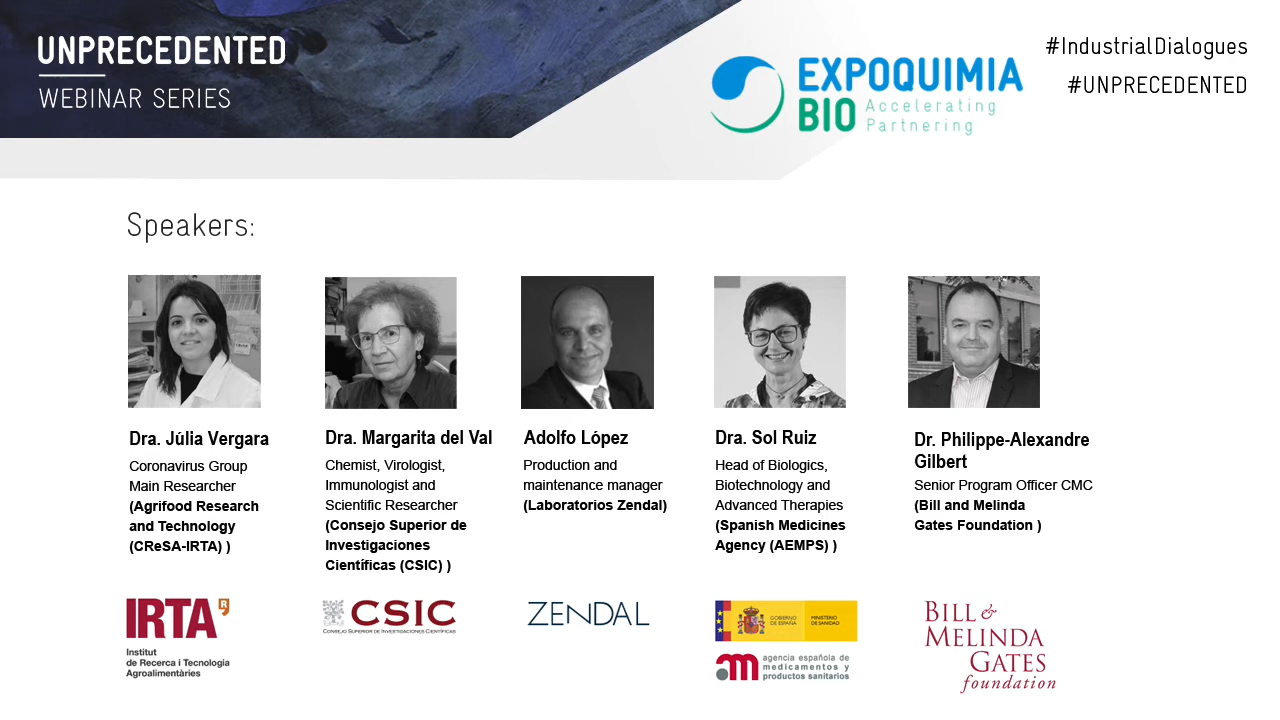 UNPRECEDENTED
WEBINAR SERIES
EXPOQUIMIA
BIO Accelerating
Partnering
#IndustrialDialogues
#UNPRECEDENTED
Speakers:
Dra. Júlia Vergara
Coronavirus Group
Main Researcher
(Agrifood Research
and Technology
(CReSA-IRTA) )
Dra. Margarita del Val
Chemist, Virologist,
Immunologist and
Scientific Researcher
(Consejo Superior de
Investigaciones
Científicas (CSIC) )
Adolfo López
Production and
maintenance manager
(Laboratorios Zendal)
Dra. Sol Ruiz
Head of Biologics,
Biotechnology and
Advanced Therapies
(Spanish Medicines
Agency (AEMPS) )
Dr. Philippe-Alexandre
Gilbert
Senior Program Officer CMC
(Bill and Melinda
Gates Foundation )
IRTA R
Institut
de Recerca i Tecnologia
Agroalimentàries
CSIC
CONSEJO SUPERIOR DE INVESTIGACIONES CIENTÍFICAS
ZENDAL
GOBIERNO
DE ESPAÑA
MINISTERIO
DE SANIDAD
am agencia española de
medicamentos y
productos sanitarios
BILL &
MELINDA
GATES
foundation